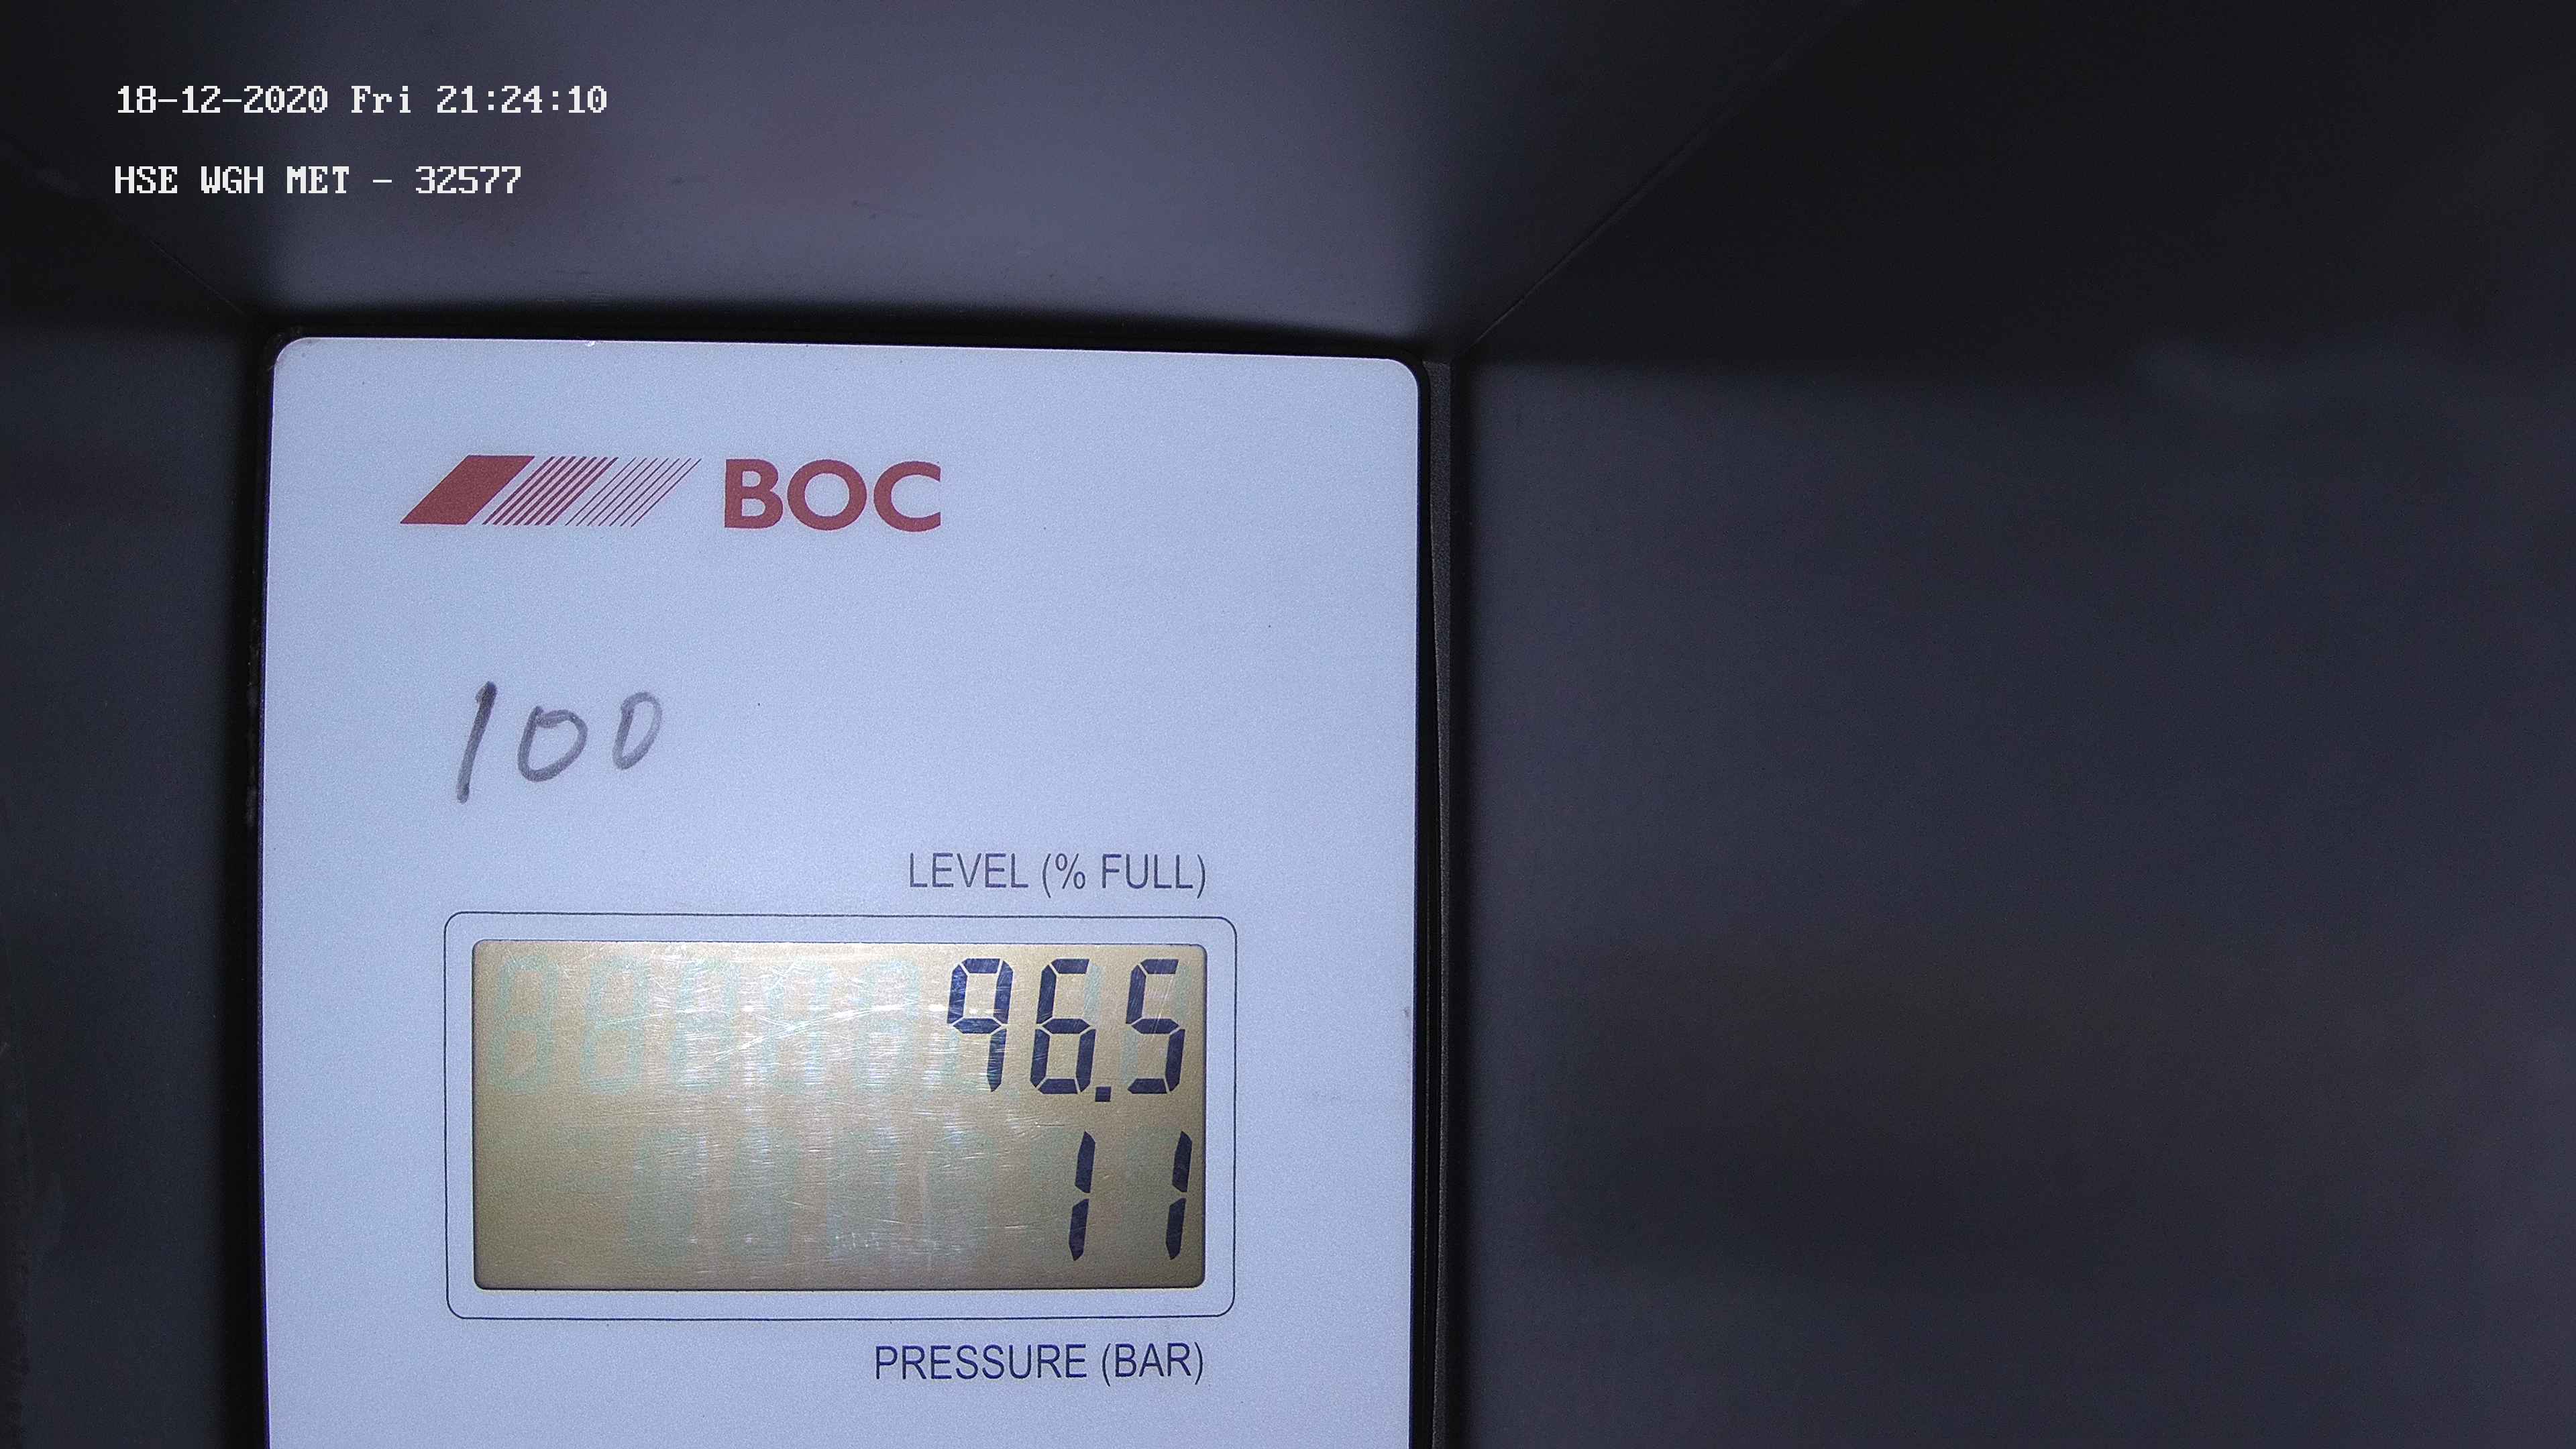 18-12-2020 Fri 21:24:10
HSE WGH MET - 32577
BOC
100
LEVEL (% FULL)
96.5
11
PRESSURE (BAR)